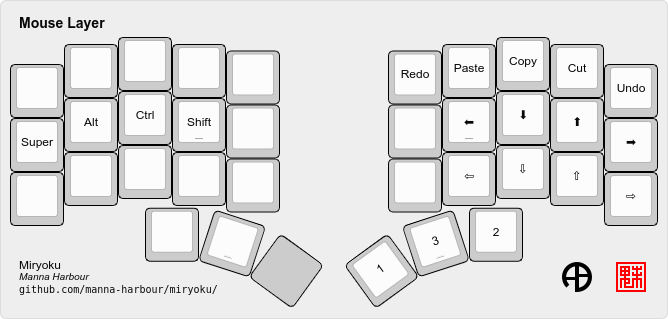 Mouse Layer
Redo Paste Copy Cut Undo
Super Alt Ctrl Shift ⬅ ⬇ ⬆ ➡
⇦ ⇩ ⇧ ⇨
1 3 2
Miryoku
Manna Harbour
github.com/manna-harbour/miryoku/